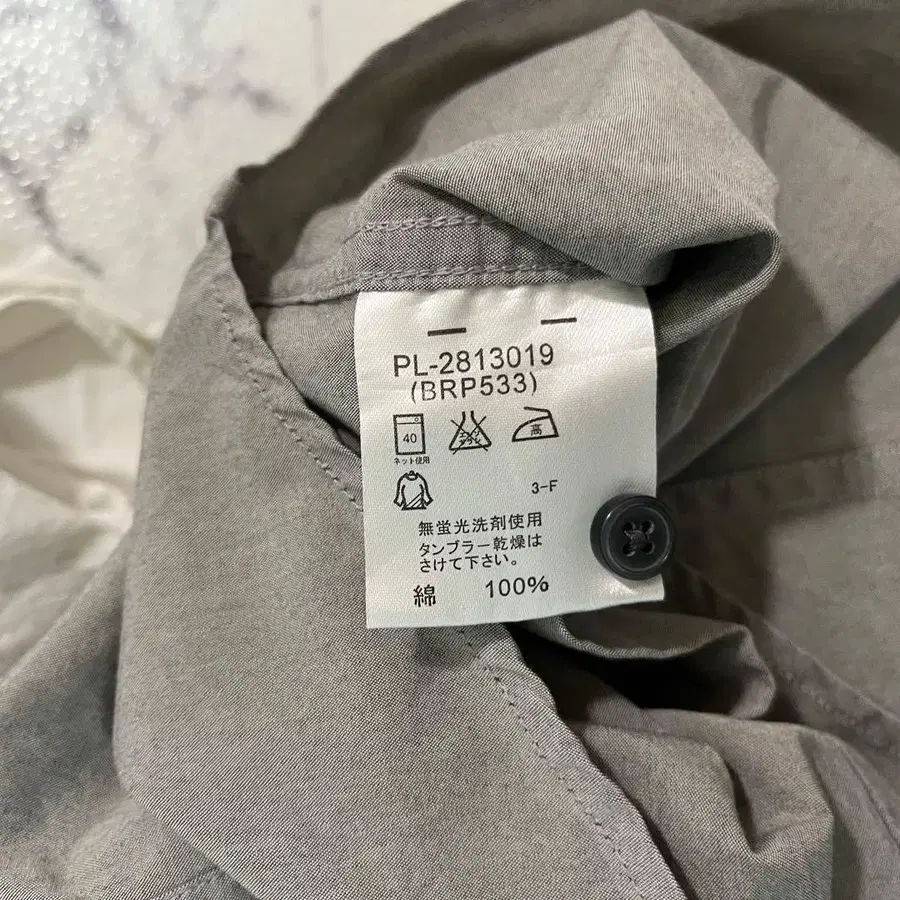 PL-2813019
(BRP533)
40
高
ネット使用
3-F
無蛍光洗剤使用
タンブラー乾燥は
さけて下さい。
綿 100%